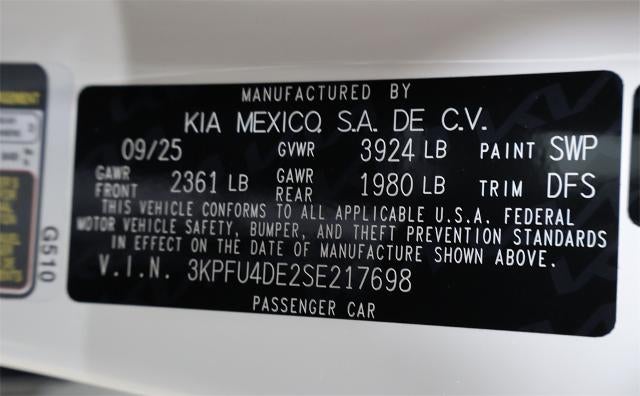 MANUFACTURED BY
KIA MEXICO, S.A. DE C.V.
09/25 GVWR 3924 LB PAINT SWP
GAWR FRONT 2361 LB GAWR REAR 1980 LB TRIM DFS
THIS VEHICLE CONFORMS TO ALL APPLICABLE U.S.A. FEDERAL
MOTOR VEHICLE SAFETY, BUMPER, AND THEFT PREVENTION STANDARDS
IN EFFECT ON THE DATE OF MANUFACTURE SHOWN ABOVE.
V.I.N. 3KPFU4DE2SE217698
PASSENGER CAR
G510